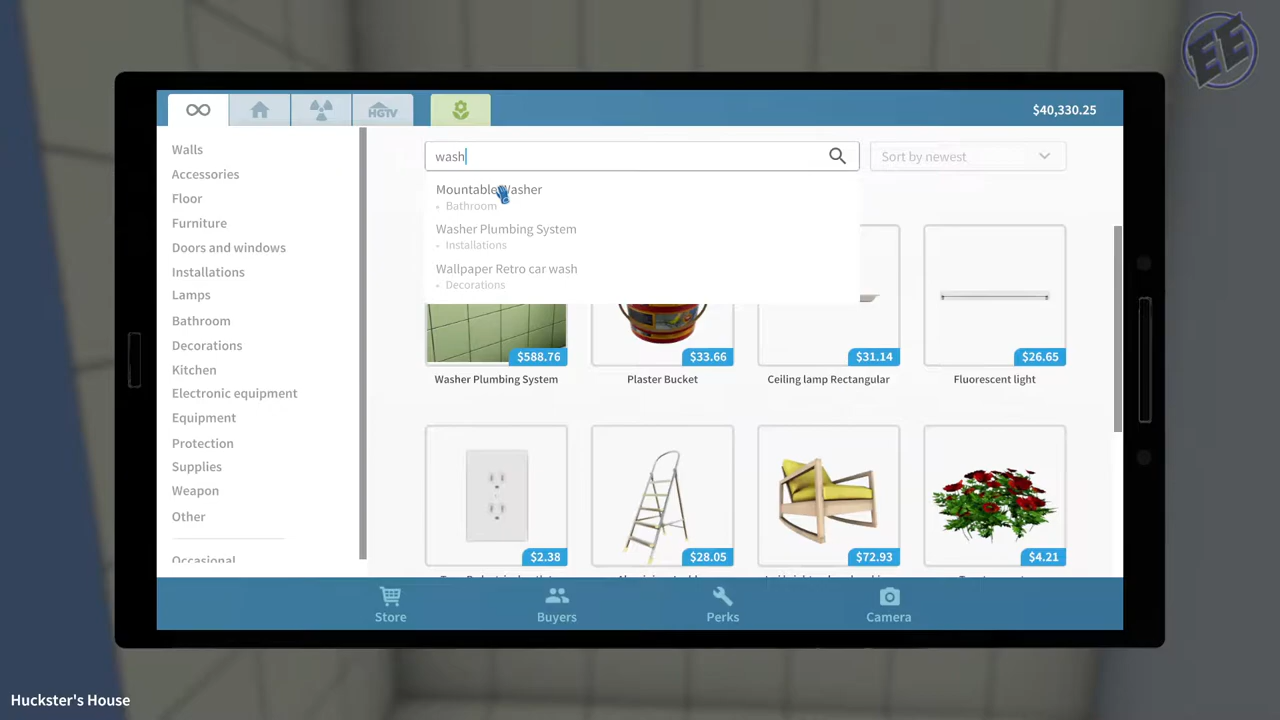 EE
HGTV
$40,330.25
Walls
Accessories
Floor
Furniture
Doors and windows
Installations
Lamps
Bathroom
Decorations
Kitchen
Electronic equipment
Equipment
Protection
Supplies
Weapon
Other
Occasional
wash
Sort by newest
Mountable Washer
• Bathroom
Washer Plumbing System
• Installations
Wallpaper Retro car wash
• Decorations
$588.76
$33.66
$31.14
$26.65
Washer Plumbing System
Plaster Bucket
Ceiling lamp Rectangular
Fluorescent light
$2.38
$28.05
$72.93
$4.21
Store
Buyers
Perks
Camera
Huckster's House